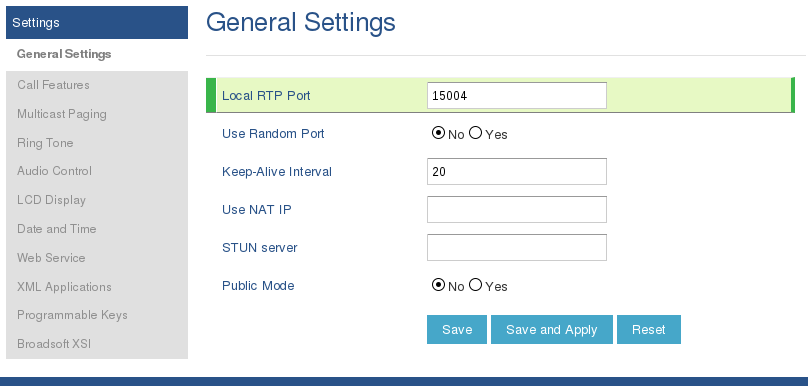 Settings
General Settings
Call Features
Multicast Paging
Ring Tone
Audio Control
LCD Display
Date and Time
Web Service
XML Applications
Programmable Keys
Broadsoft XSI
General Settings
Local RTP Port 15004
Use Random Port No Yes
Keep-Alive Interval 20
Use NAT IP
STUN server
Public Mode No Yes
Save Save and Apply Reset